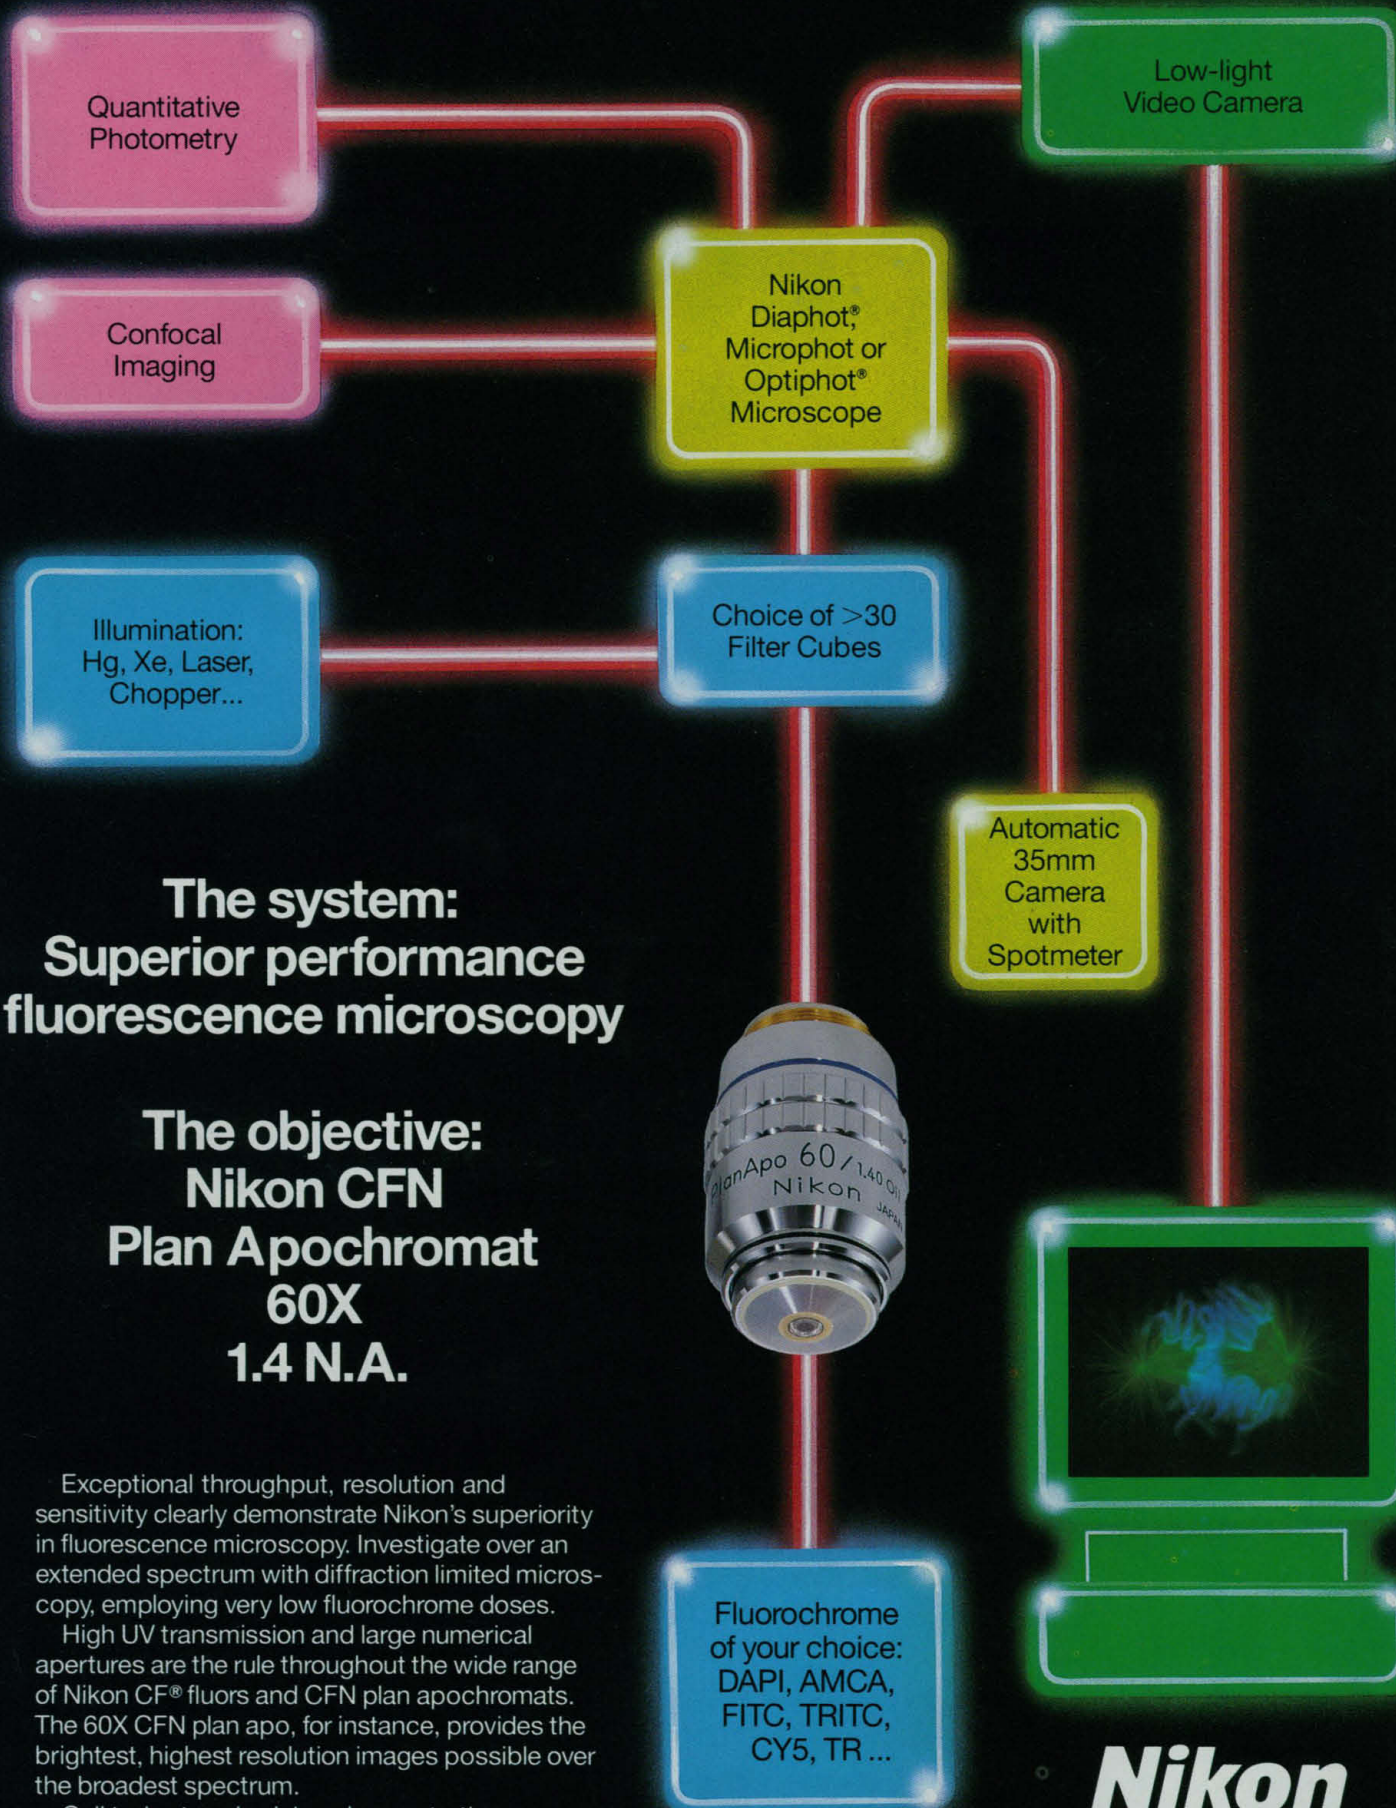 Quantitative
Photometry
Low-light
Video Camera
Nikon
Diaphot,®
Microphot or
Optiphot®
Microscope
Confocal
Imaging
Illumination:
Hg, Xe, Laser,
Chopper...
Choice of >30
Filter Cubes
Automatic
35mm
Camera
with
Spotmeter
The system:
Superior performance
fluorescence microscopy
The objective:
Nikon CFN
Plan Apochromat
60X
1.4 N.A.
PlanApo 60/1.40 Oil
Nikon
JAPAN
Exceptional throughput, resolution and
sensitivity clearly demonstrate Nikon's superiority
in fluorescence microscopy. Investigate over an
extended spectrum with diffraction limited micros-
copy, employing very low fluorochrome doses.
High UV transmission and large numerical
apertures are the rule throughout the wide range
of Nikon CF® fluors and CFN plan apochromats.
The 60X CFN plan apo, for instance, provides the
brightest, highest resolution images possible over
the broadest spectrum.
Fluorochrome
of your choice:
DAPI, AMCA,
FITC, TRITC,
CY5, TR ...
Nikon